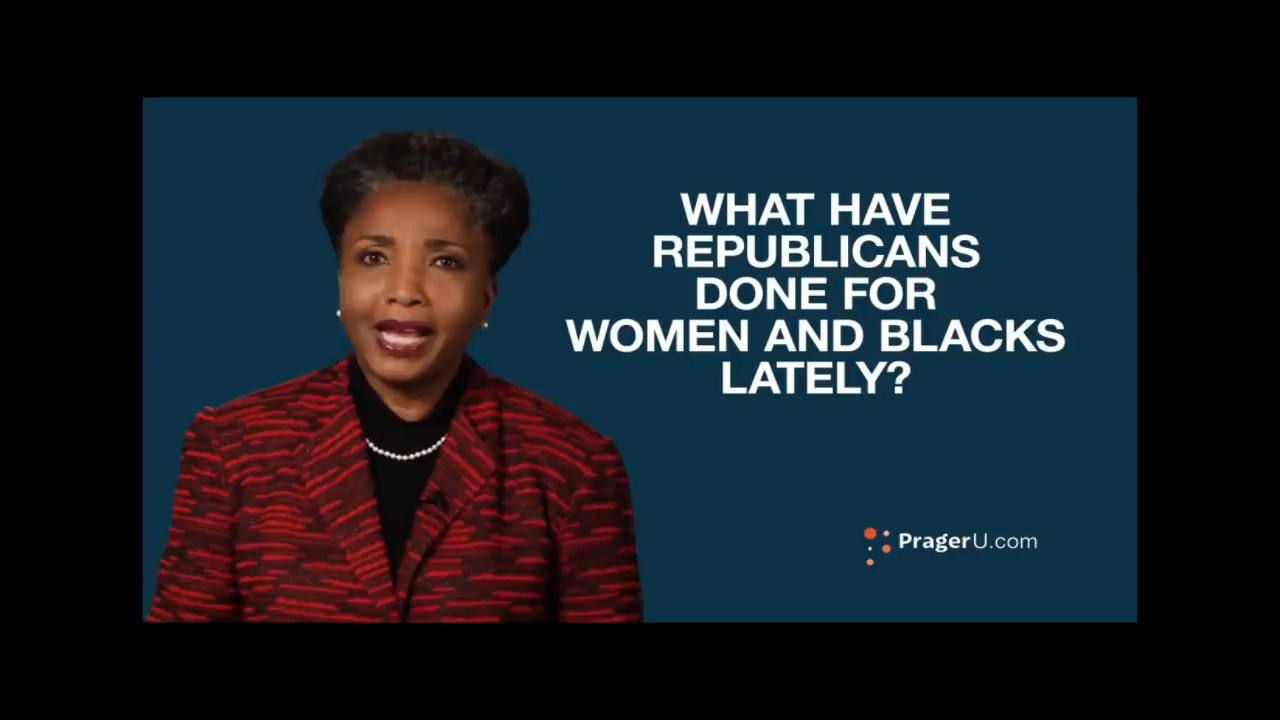 WHAT HAVE
REPUBLICANS
DONE FOR
WOMEN AND BLACKS
LATELY?
PragerU.com